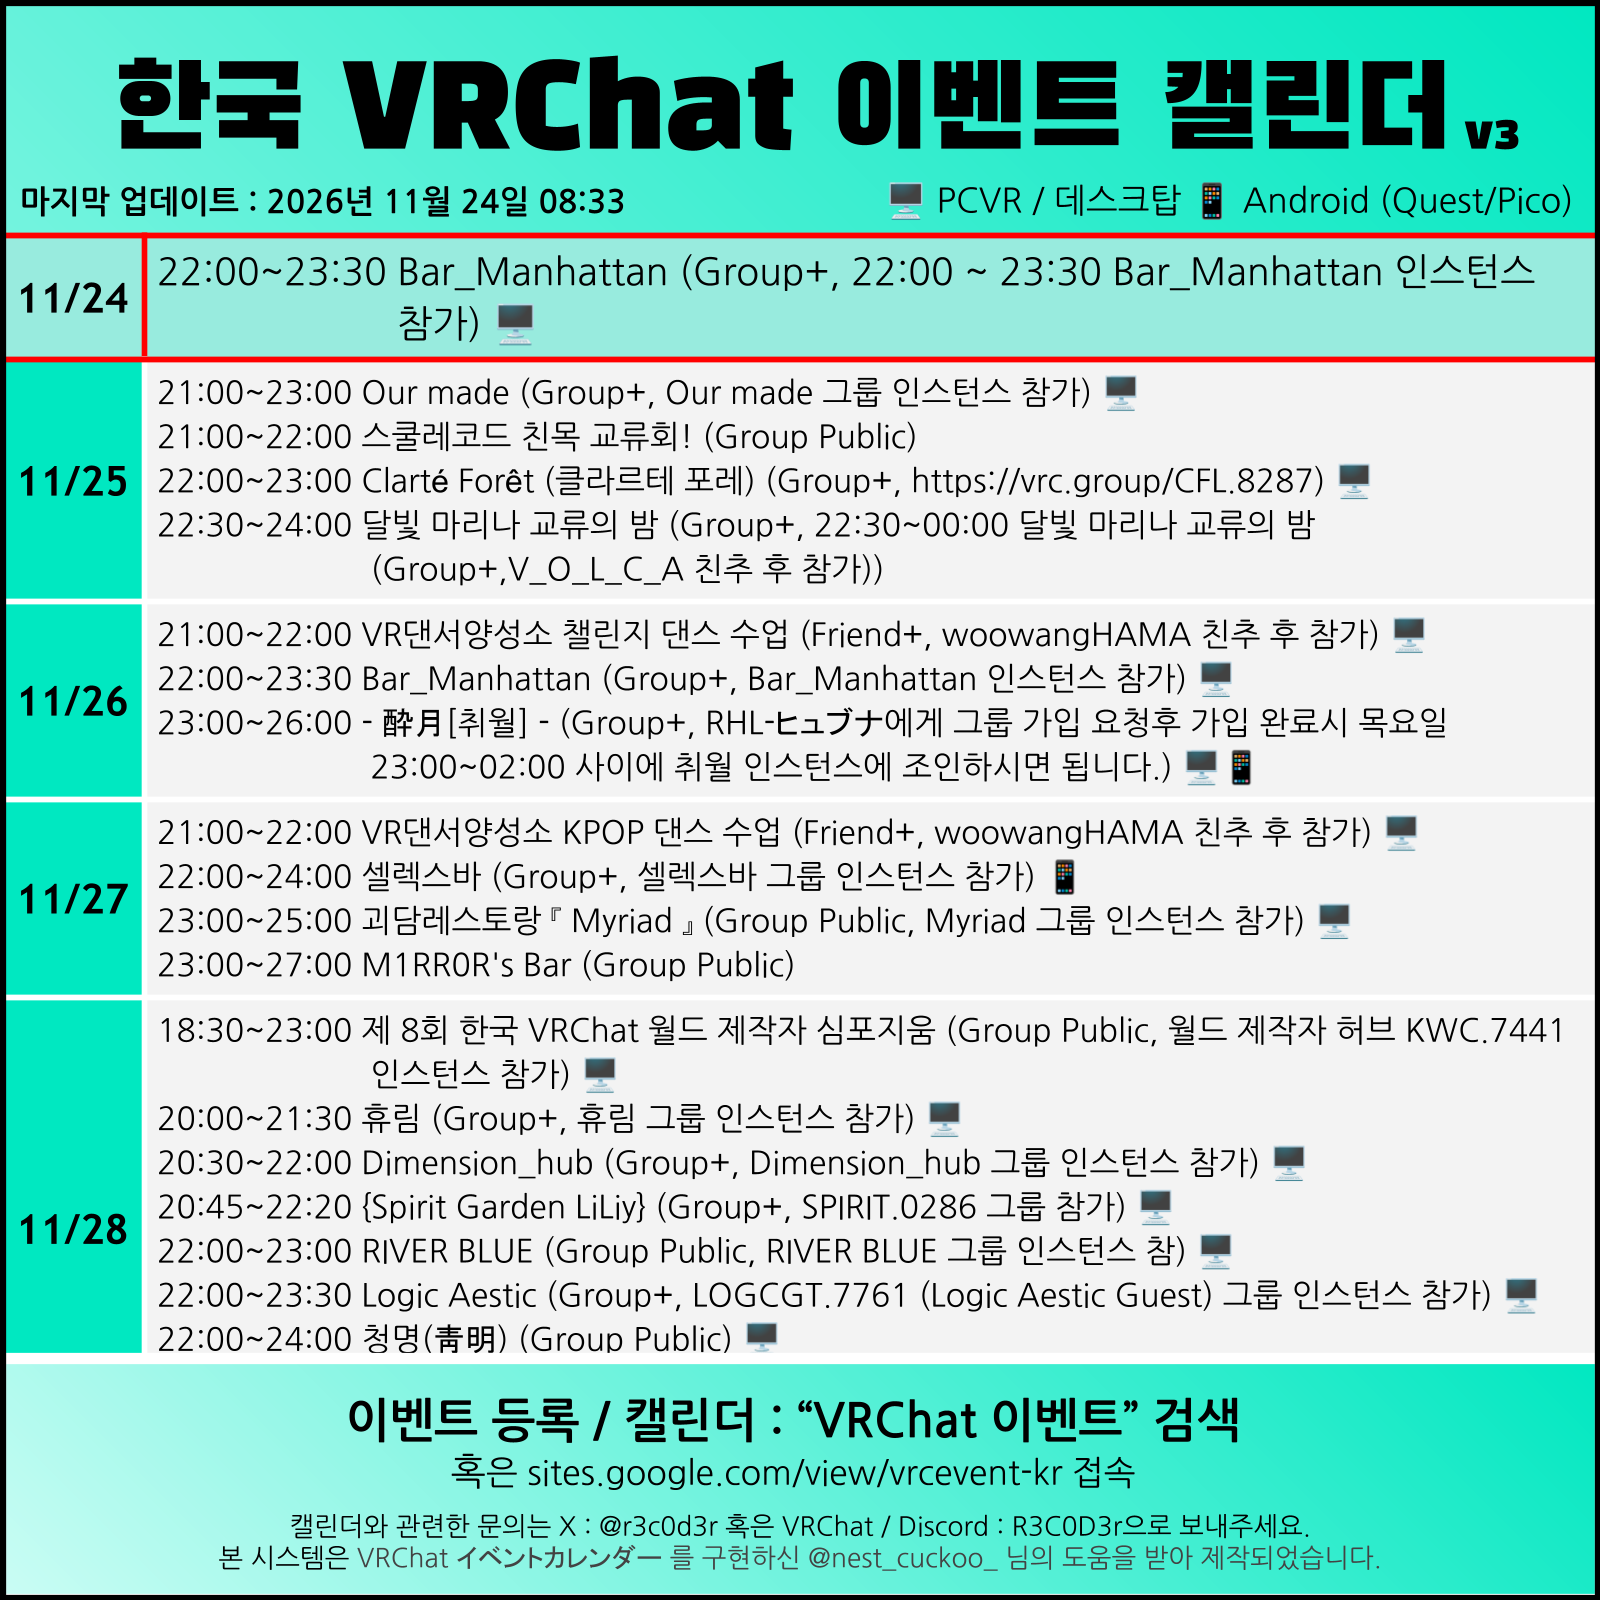 한국 VRChat 이벤트 캘린더 v3
마지막 업데이트 : 2026년 11월 24일 08:33
🖥️ PCVR / 데스크탑 📱 Android (Quest/Pico)
11/24
22:00~23:30 Bar_Manhattan (Group+, 22:00 ~ 23:30 Bar_Manhattan 인스턴스
참가) 🖥️
11/25
21:00~23:00 Our made (Group+, Our made 그룹 인스턴스 참가) 🖥️
21:00~22:00 스쿨레코드 친목 교류회! (Group Public)
22:00~23:00 Clarté Forêt (클라르테 포레) (Group+, https://vrc.group/CFL.8287) 🖥️
22:30~24:00 달빛 마리나 교류의 밤 (Group+, 22:30~00:00 달빛 마리나 교류의 밤
(Group+,V_O_L_C_A 친추 후 참가))
11/26
21:00~22:00 VR댄서양성소 챌린지 댄스 수업 (Friend+, woowangHAMA 친추 후 참가) 🖥️
22:00~23:30 Bar_Manhattan (Group+, Bar_Manhattan 인스턴스 참가) 🖥️
23:00~26:00 - 酔月[취월] - (Group+, RHL-ヒュブナ에게 그룹 가입 요청후 가입 완료시 목요일
23:00~02:00 사이에 취월 인스턴스에 조인하시면 됩니다.) 🖥️📱
11/27
21:00~22:00 VR댄서양성소 KPOP 댄스 수업 (Friend+, woowangHAMA 친추 후 참가) 🖥️
22:00~24:00 셀렉스바 (Group+, 셀렉스바 그룹 인스턴스 참가) 📱
23:00~25:00 괴담레스토랑『 Myriad 』(Group Public, Myriad 그룹 인스턴스 참가) 🖥️
23:00~27:00 M1RR0R's Bar (Group Public)
11/28
18:30~23:00 제 8회 한국 VRChat 월드 제작자 심포지움 (Group Public, 월드 제작자 허브 KWC.7441
인스턴스 참가) 🖥️
20:00~21:30 휴림 (Group+, 휴림 그룹 인스턴스 참가) 🖥️
20:30~22:00 Dimension_hub (Group+, Dimension_hub 그룹 인스턴스 참가) 🖥️
20:45~22:20 {Spirit Garden LiLiy} (Group+, SPIRIT.0286 그룹 참가) 🖥️
22:00~23:00 RIVER BLUE (Group Public, RIVER BLUE 그룹 인스턴스 참) 🖥️
22:00~23:30 Logic Aestic (Group+, LOGCGT.7761 (Logic Aestic Guest) 그룹 인스턴스 참가) 🖥️
22:00~24:00 청명(靑明) (Group Public) 🖥️
이벤트 등록 / 캘린더 : “VRChat 이벤트” 검색
혹은 sites.google.com/view/vrcevent-kr 접속
캘린더와 관련한 문의는 X : @r3c0d3r 혹은 VRChat / Discord : R3C0D3r으로 보내주세요.
본 시스템은 VRChat イベントカレンダー 를 구현하신 @nest_cuckoo_ 님의 도움을 받아 제작되었습니다.